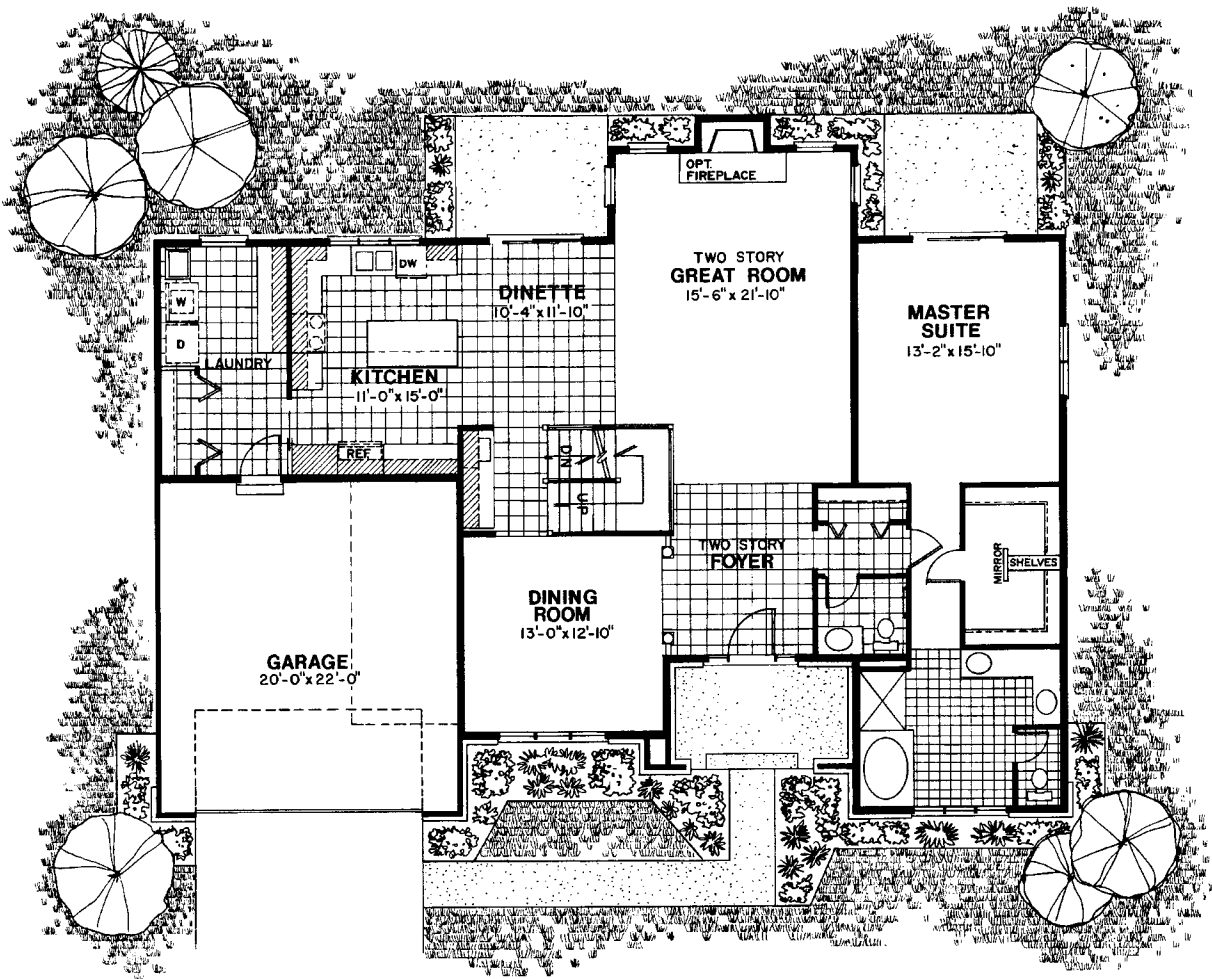 OPT.
FIREPLACE
TWO STORY
GREAT ROOM
15'-6" x 21'-10"
DW
DINETTE
10'-4" x 11'-10"
W
D
LAUNDRY
KITCHEN
11'-0" x 15'-0"
REF
MASTER
SUITE
13'-2" x 15'-10"
DN
UP
TWO STORY
FOYER
MIRROR
SHELVES
DINING
ROOM
13'-0" x 12'-10"
GARAGE
20'-0" x 22'-0"